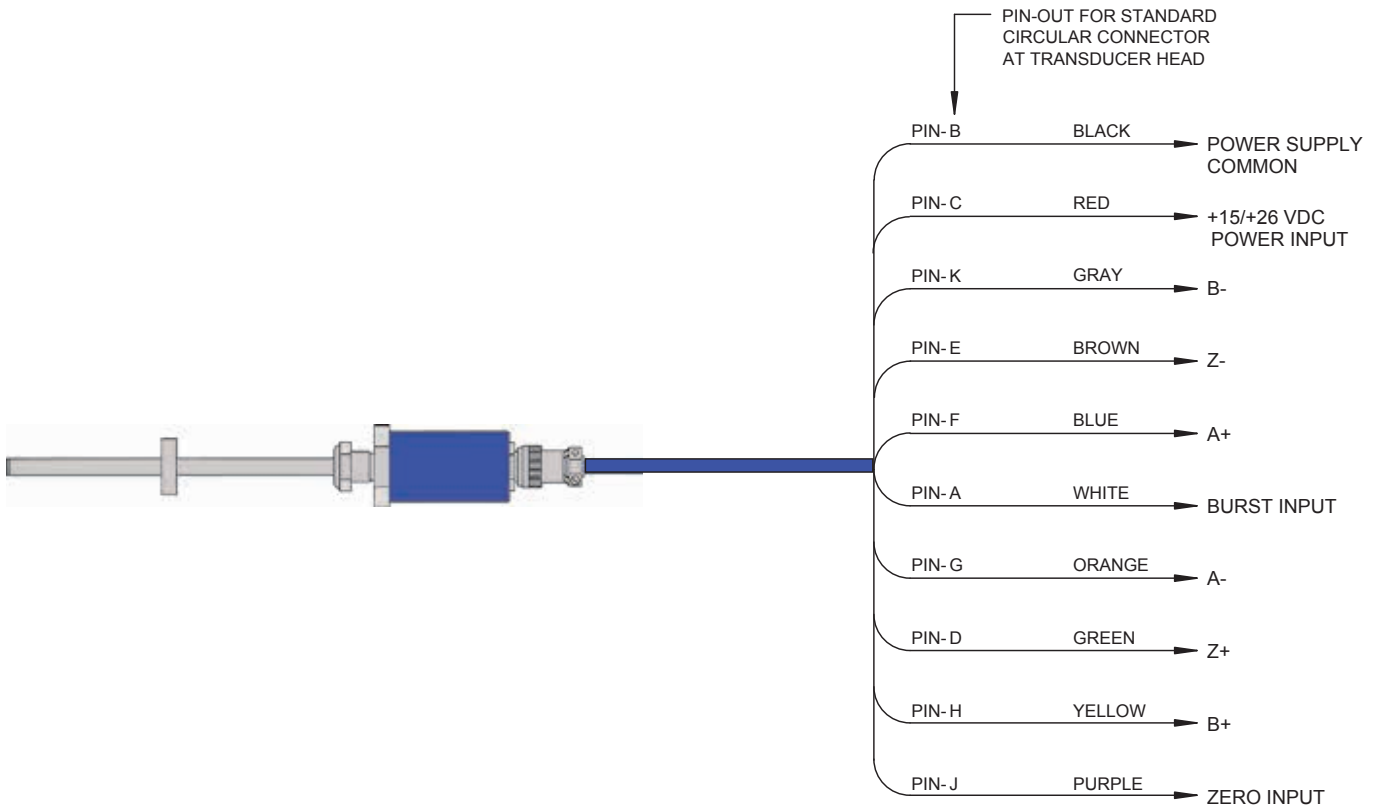 PIN-OUT FOR STANDARD
CIRCULAR CONNECTOR
AT TRANSDUCER HEAD
PIN-B BLACK POWER SUPPLY
COMMON
PIN-C RED +15/+26 VDC
POWER INPUT
PIN-K GRAY B-
PIN-E BROWN Z-
PIN-F BLUE A+
PIN-A WHITE BURST INPUT
PIN-G ORANGE A-
PIN-D GREEN Z+
PIN-H YELLOW B+
PIN-J PURPLE ZERO INPUT